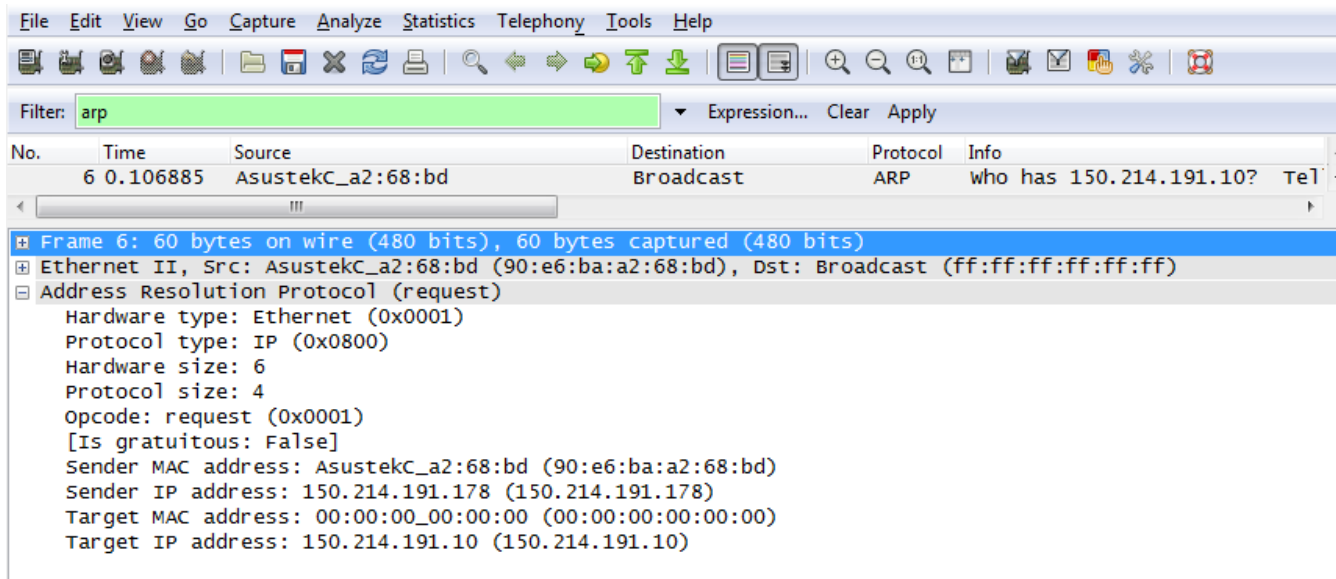 File Edit View Go Capture Analyze Statistics Telephony Tools Help
Filter: arp Expression... Clear Apply
No. Time Source Destination Protocol Info
6 0.106885 AsustekC_a2:68:bd Broadcast ARP Who has 150.214.191.10? Tel
Frame 6: 60 bytes on wire (480 bits), 60 bytes captured (480 bits)
Ethernet II, Src: AsustekC_a2:68:bd (90:e6:ba:a2:68:bd), Dst: Broadcast (ff:ff:ff:ff:ff:ff)
Address Resolution Protocol (request)
Hardware type: Ethernet (0x0001)
Protocol type: IP (0x0800)
Hardware size: 6
Protocol size: 4
Opcode: request (0x0001)
[Is gratuitous: False]
Sender MAC address: AsustekC_a2:68:bd (90:e6:ba:a2:68:bd)
Sender IP address: 150.214.191.178 (150.214.191.178)
Target MAC address: 00:00:00_00:00:00 (00:00:00:00:00:00)
Target IP address: 150.214.191.10 (150.214.191.10)